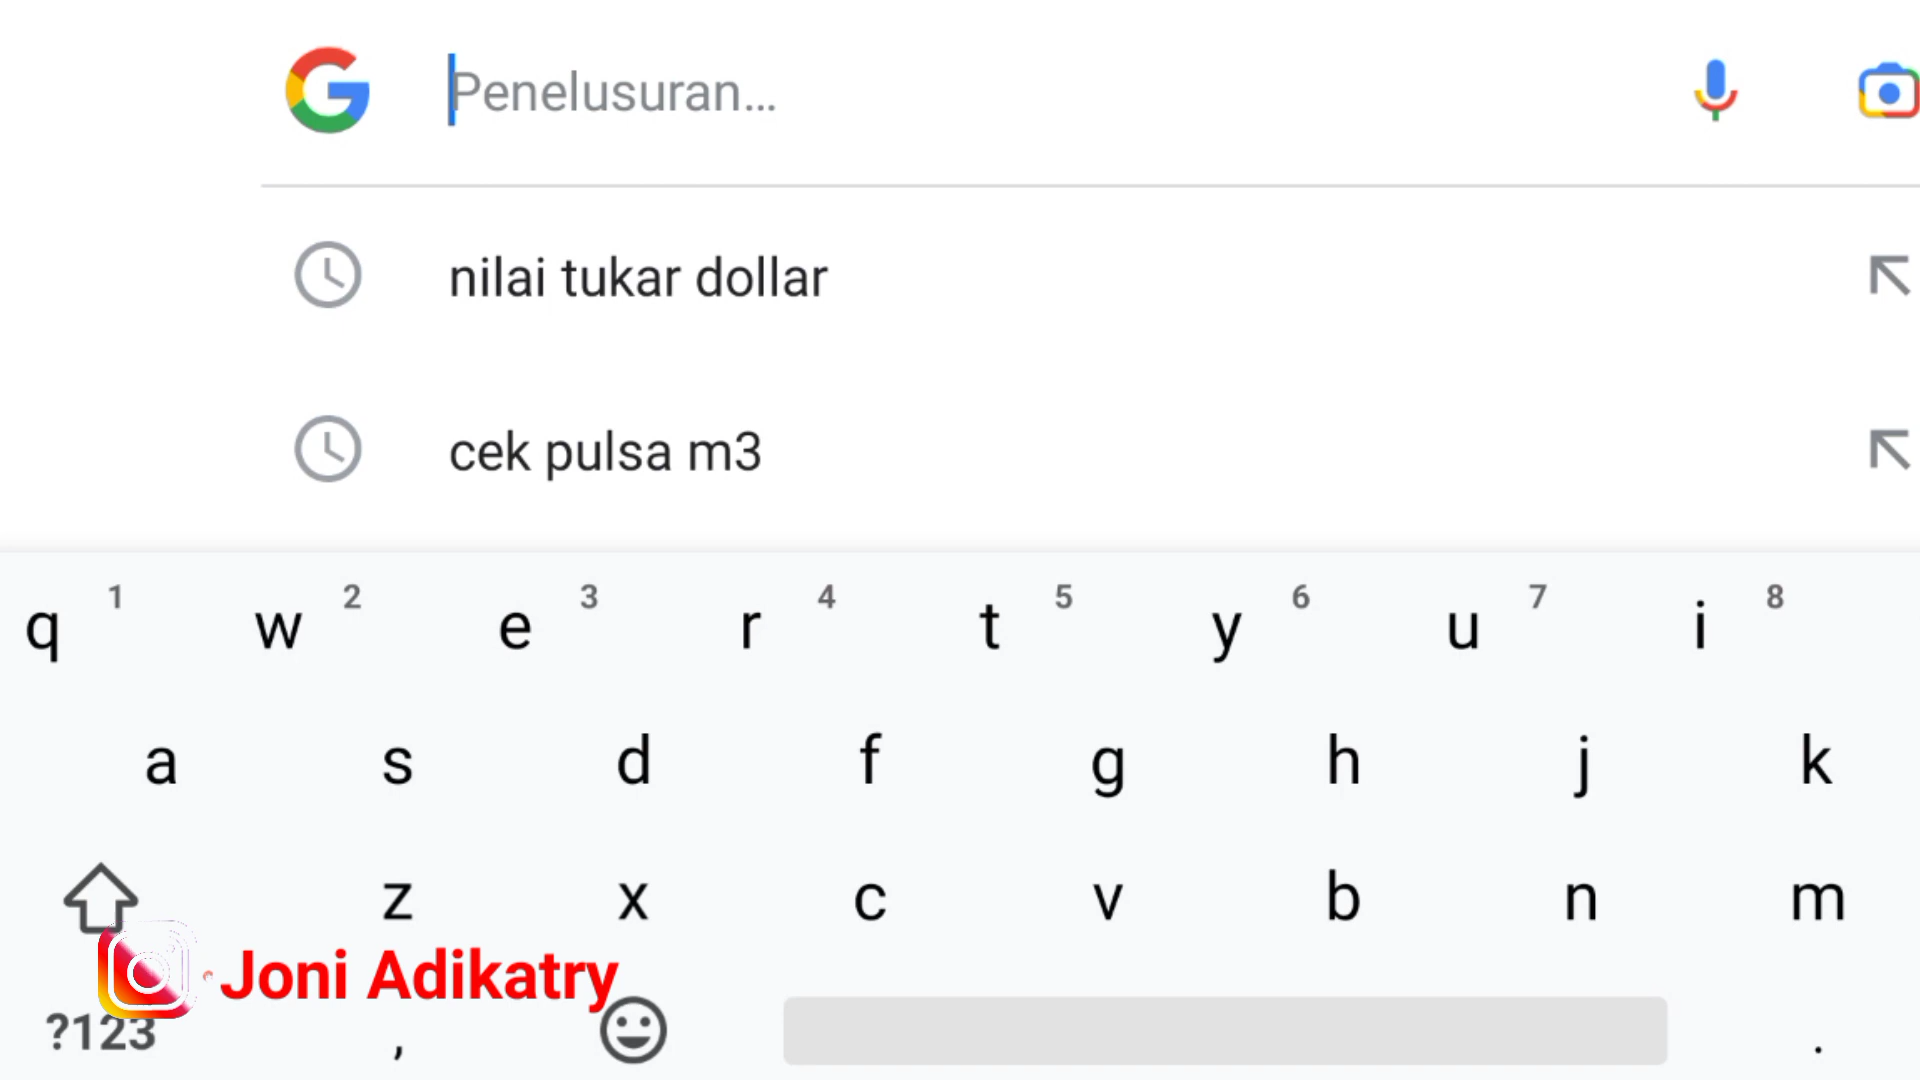 Penelusuran...
nilai tukar dollar
cek pulsa m3
q 1 w 2 e 3 r 4 t 5 y 6 u 7 i 8
a s d f g h j k
z x c v b n m
Joni Adikatry
?123 , .